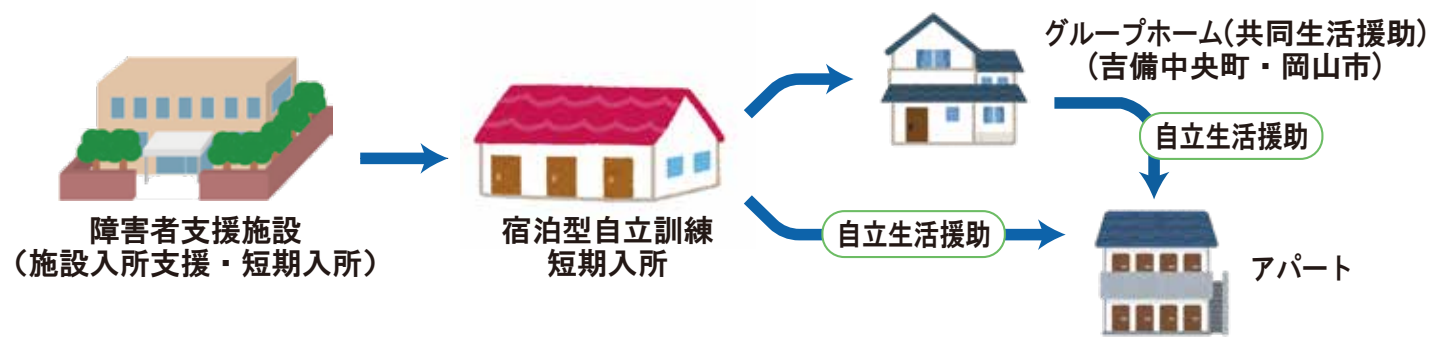 障害者支援施設
（施設入所支援・短期入所）
宿泊型自立訓練
短期入所
グループホーム(共同生活援助)
(吉備中央町・岡山市)
自立生活援助
自立生活援助
アパート